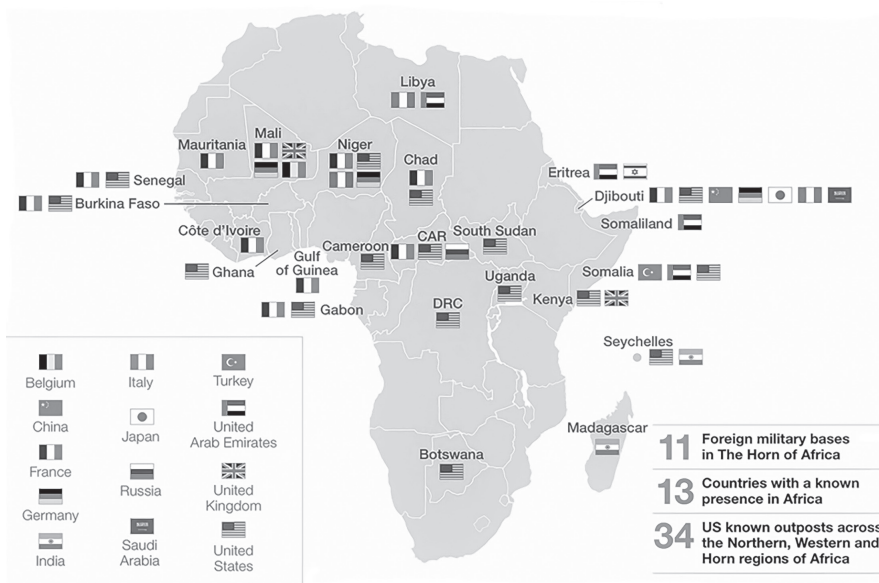 Libya
Mali
Mauritania
Niger
Chad
Senegal
Burkina Faso
Eritrea
Djibouti
Somaliland
Côte d'Ivoire
Ghana
Gulf
of Guinea
Cameroon
CAR
South Sudan
Somalia
Uganda
Gabon
DRC
Kenya
Seychelles
Madagascar
Botswana
Belgium
China
France
Germany
India
Italy
Japan
Russia
Saudi
Arabia
Turkey
United
Arab Emirates
United
Kingdom
United
States
11
Foreign military bases
in The Horn of Africa
13
Countries with a known
presence in Africa
34
US known outposts across
the Northern, Western and
Horn regions of Africa